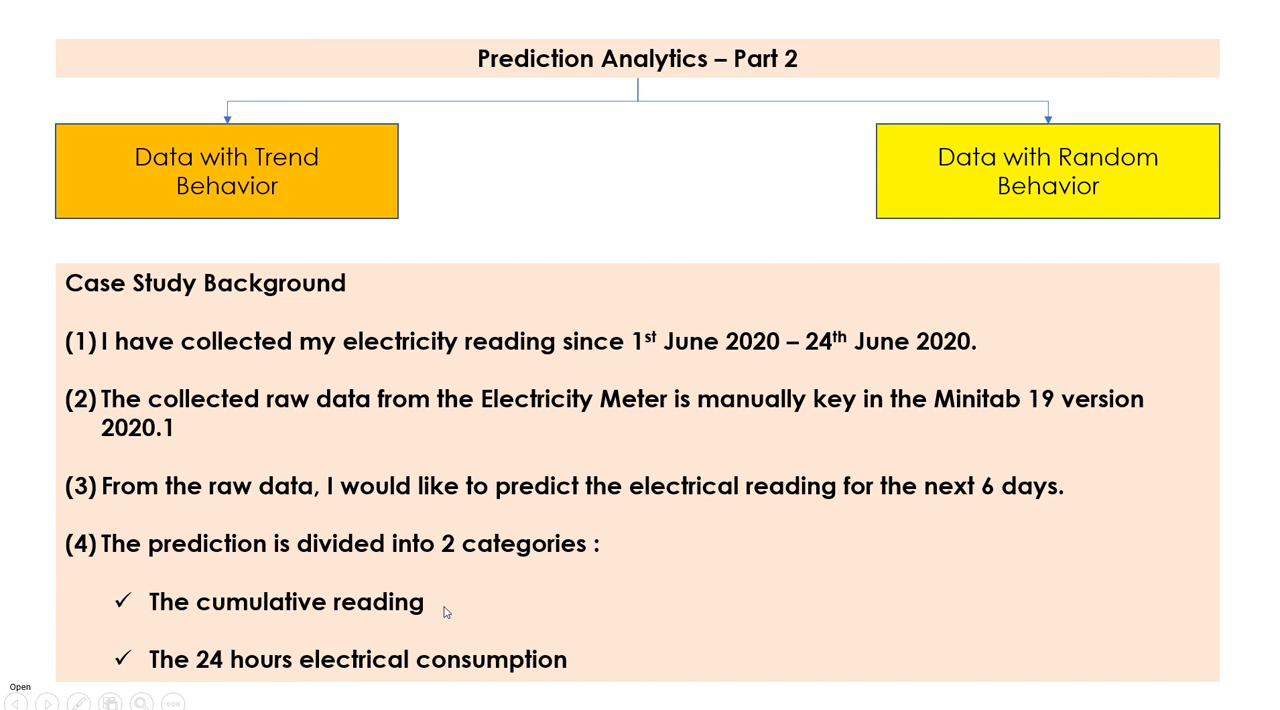 Prediction Analytics – Part 2
Data with Trend
Behavior
Data with Random
Behavior
Case Study Background
(1) I have collected my electricity reading since 1st June 2020 – 24th June 2020.
(2) The collected raw data from the Electricity Meter is manually key in the Minitab 19 version
2020.1
(3) From the raw data, I would like to predict the electrical reading for the next 6 days.
(4) The prediction is divided into 2 categories :
✓ The cumulative reading
✓ The 24 hours electrical consumption
Open